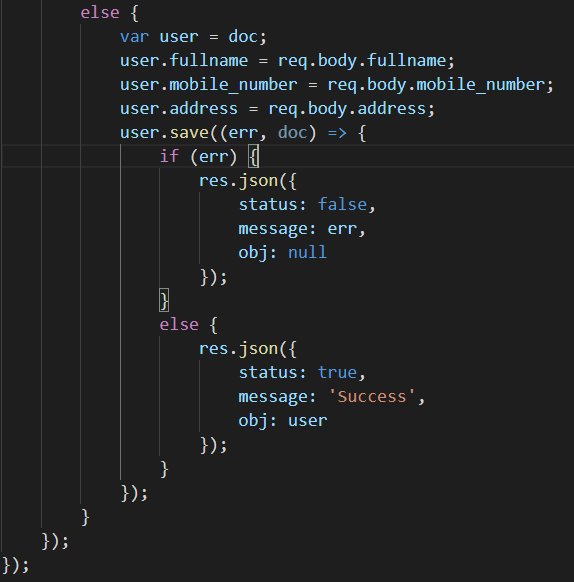 else {
var user = doc;
user.fullname = req.body.fullname;
user.mobile_number = req.body.mobile_number;
user.address = req.body.address;
user.save((err, doc) => {
if (err) {
res.json({
status: false,
message: err,
obj: null
});
}
else {
res.json({
status: true,
message: 'Success',
obj: user
});
}
});
}
});
});